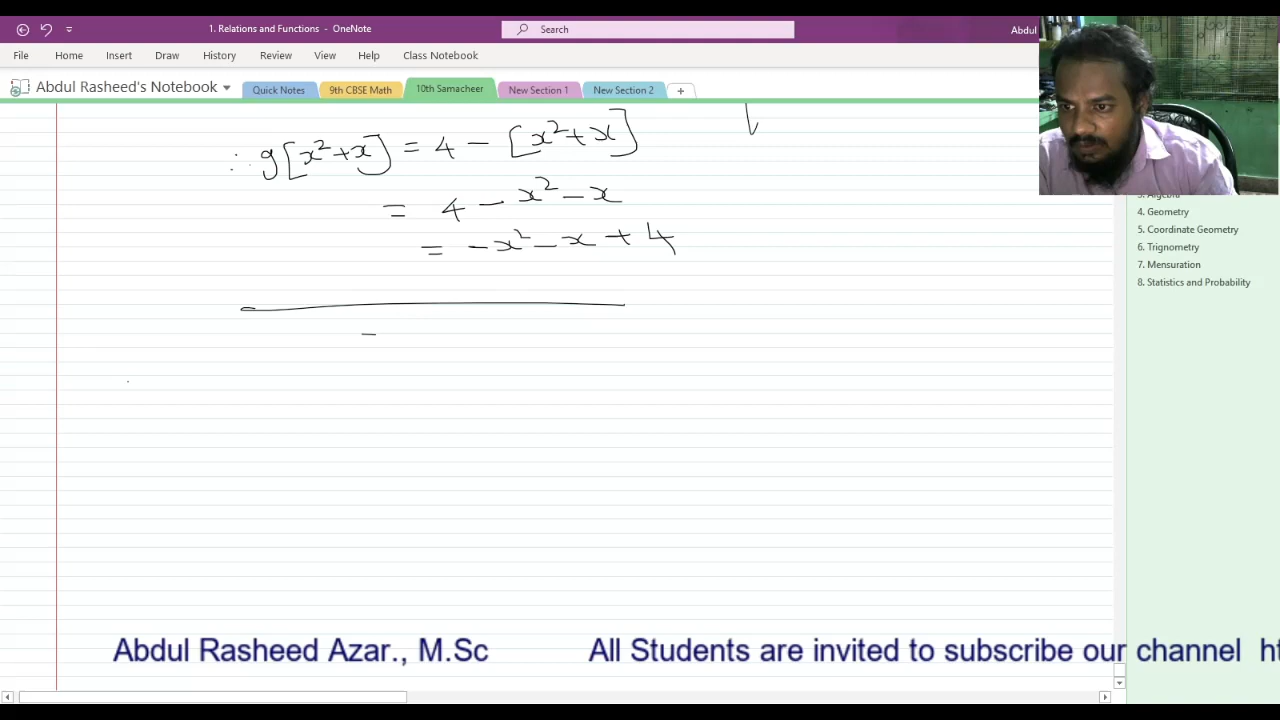 1. Relations and Functions - OneNote
Search
Abdul
File Home Insert Draw History Review View Help Class Notebook
Abdul Rasheed's Notebook
Quick Notes 9th CBSE Math 10th Samacheer New Section 1 New Section 2 +
∴ g[x²+x] = 4 - [x²+x]
= 4 - x² - x
= -x² - x + 4
4. Geometry
5. Coordinate Geometry
6. Trignometry
7. Mensuration
8. Statistics and Probability
Abdul Rasheed Azar., M.Sc All Students are invited to subscribe our channel